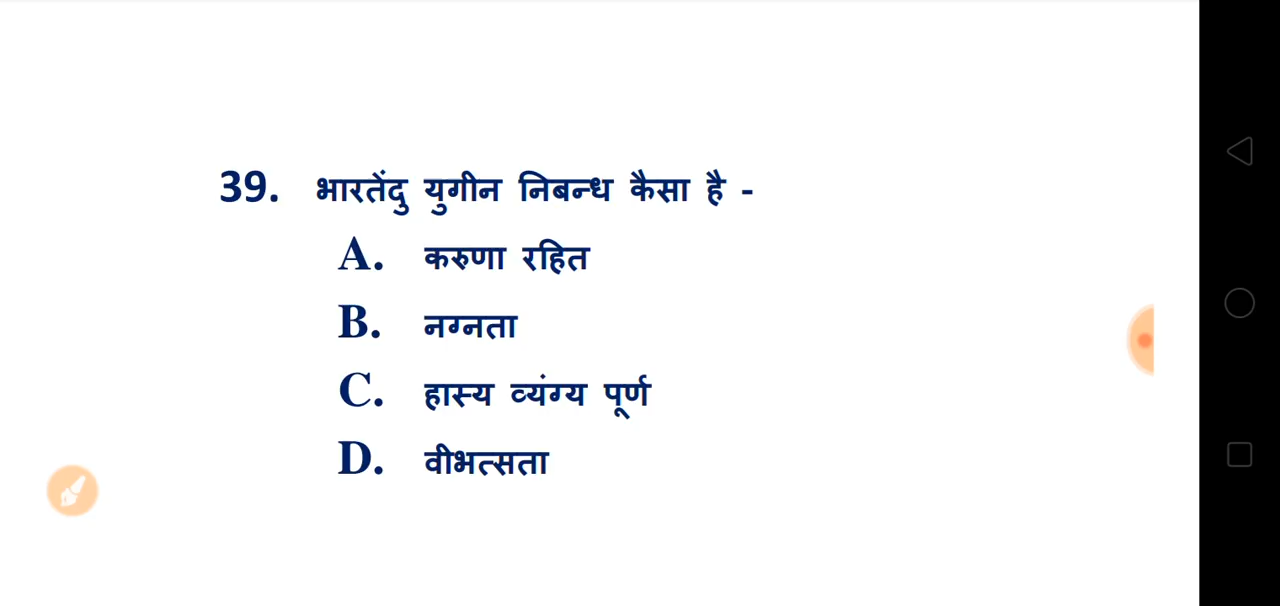 39. भारतेंदु युगीन निबन्ध कैसा है -
A. करुणा रहित
B. नग्नता
C. हास्य व्यंग्य पूर्ण
D. वीभत्सता